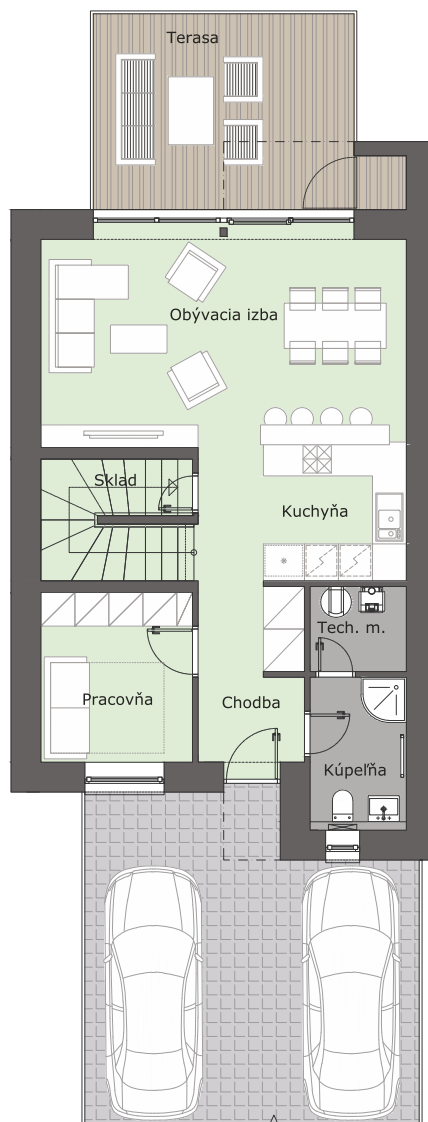 Terasa
Obývacia izba
Sklad
Kuchyňa
Tech. m.
Pracovňa
Chodba
Kúpeľňa